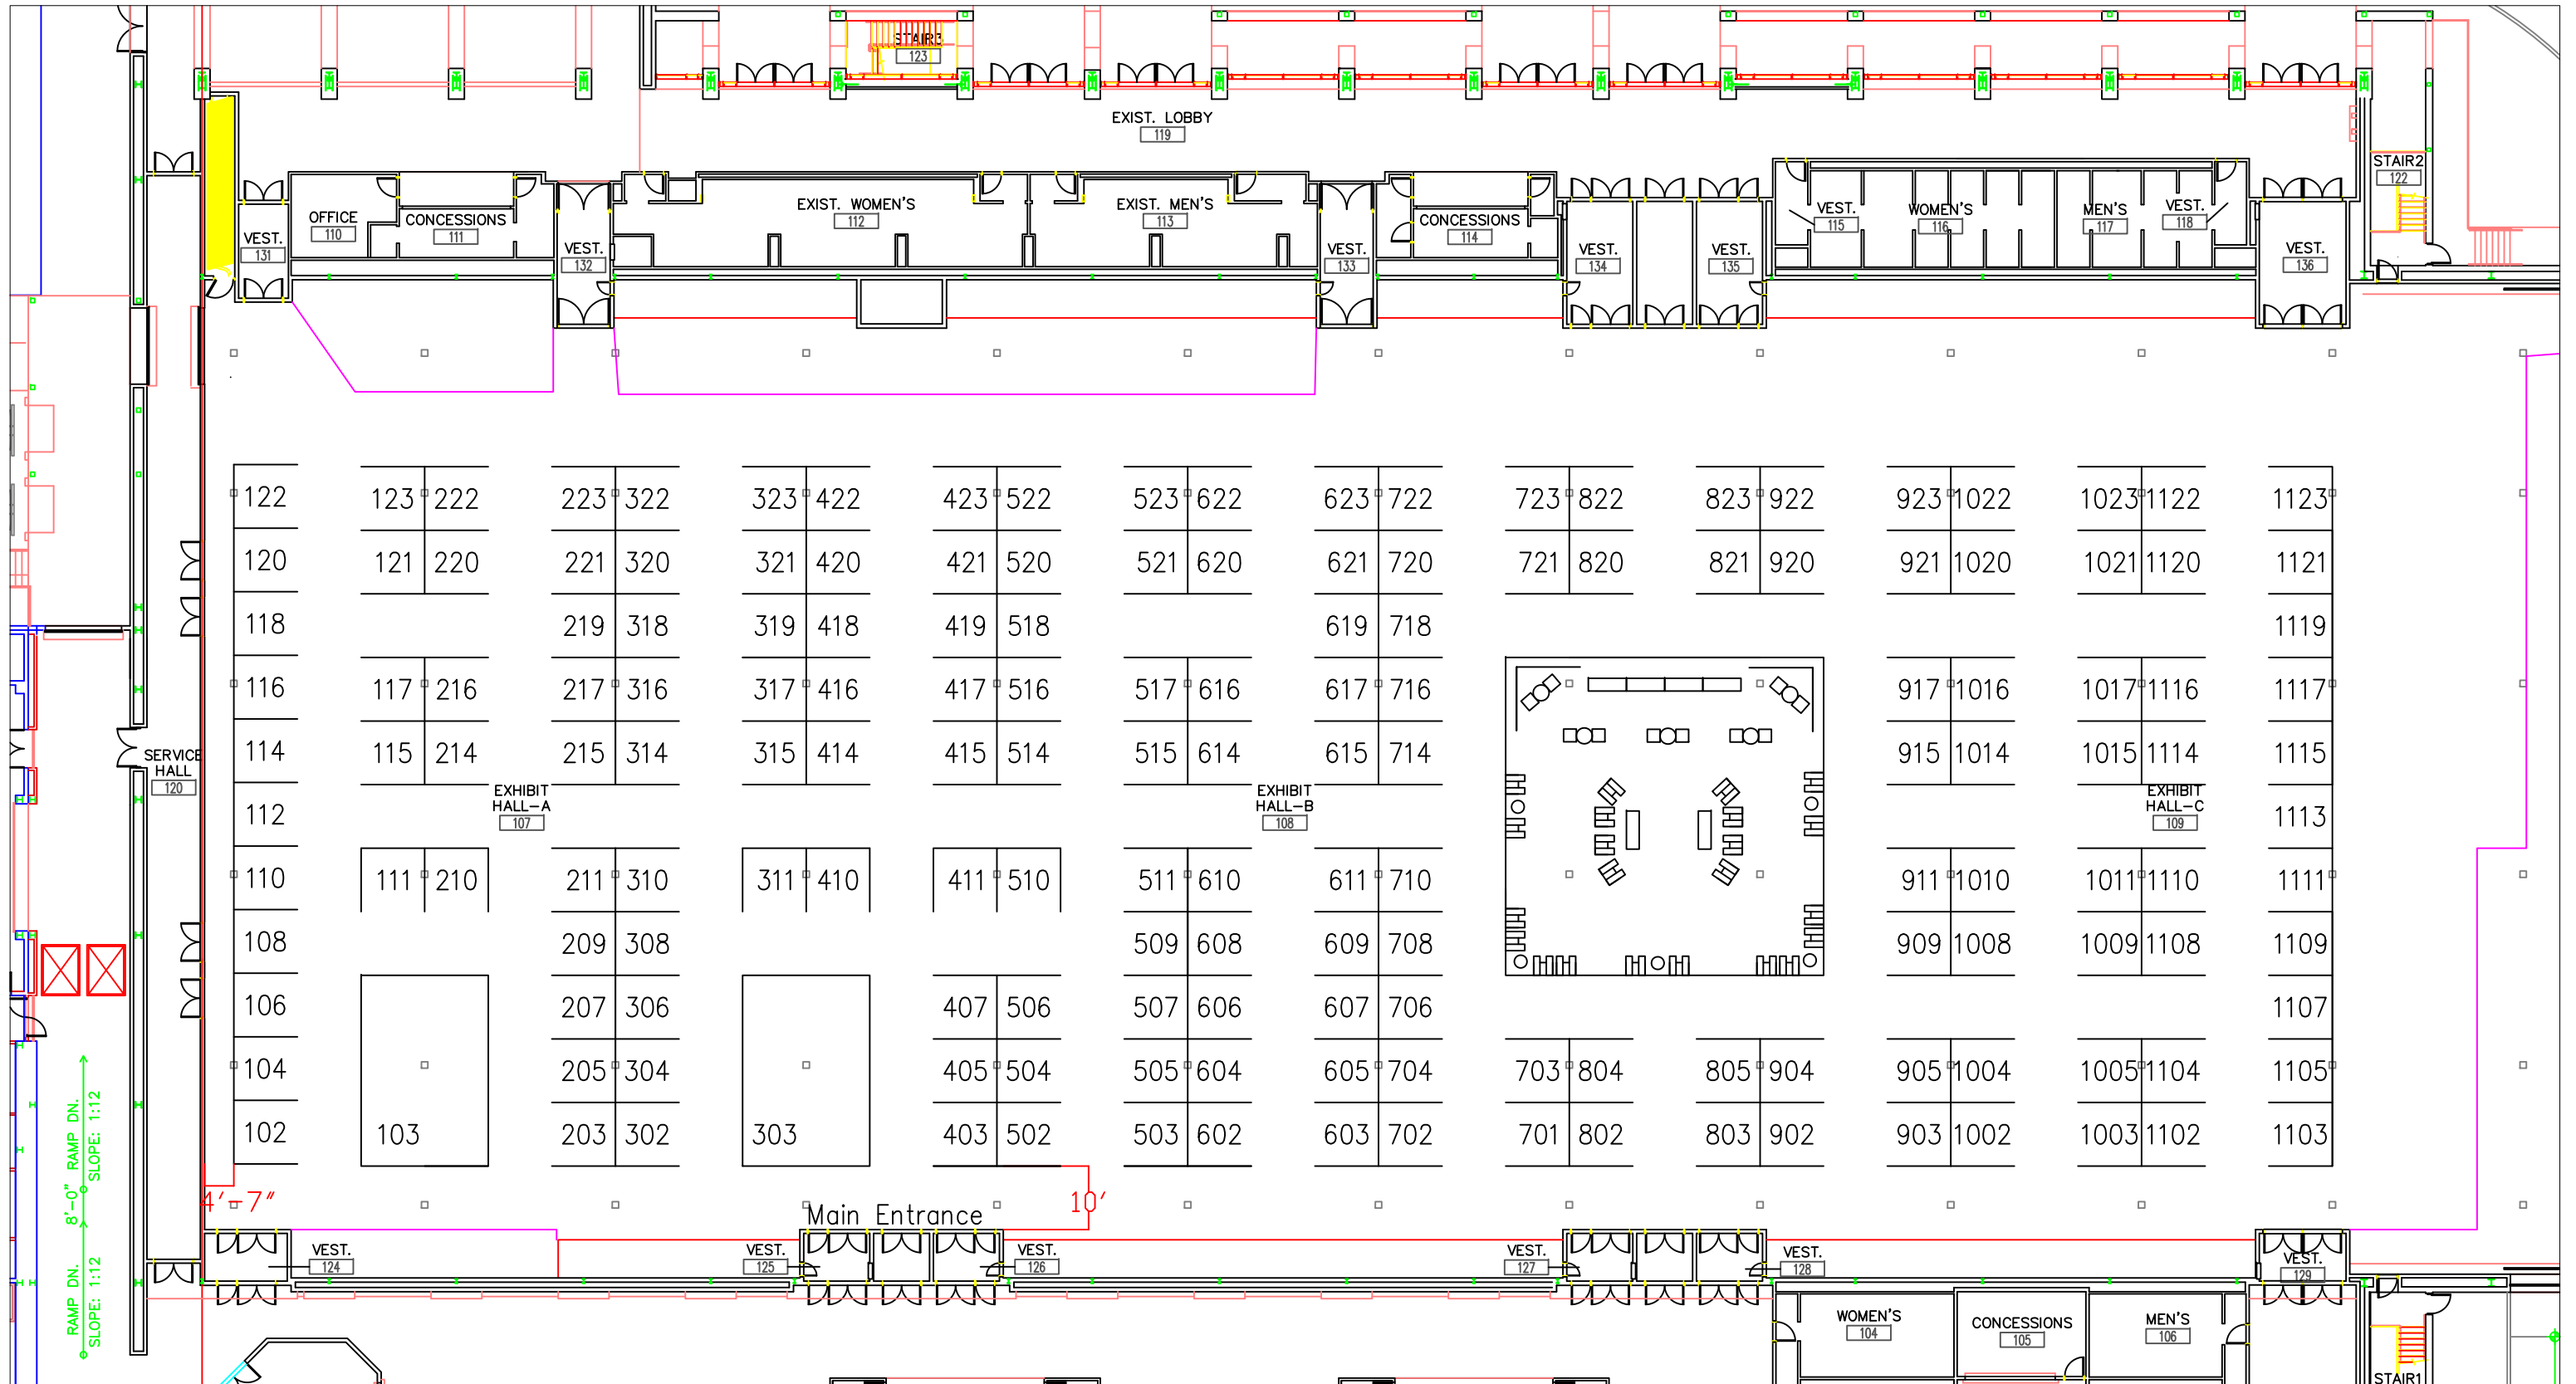 STAIR3
123
EXIST. LOBBY
119
STAIR2
122
OFFICE
110
CONCESSIONS
111
EXIST. WOMEN'S
112
EXIST. MEN'S
113
CONCESSIONS
114
VEST.
115
WOMEN'S
116
MEN'S
117
VEST.
118
VEST.
131
VEST.
132
VEST.
133
VEST.
134
VEST.
135
VEST.
136
122 123 222 223 322 323 422 423 522 523 622 623 722 723 822 823 922 923 1022 1023 1122 1123
120 121 220 221 320 321 420 421 520 521 620 621 720 721 820 821 920 921 1020 1021 1120 1121
118 219 318 319 418 419 518 619 718 1119
116 117 216 217 316 317 416 417 516 517 616 617 716 917 1016 1017 1116 1117
114 115 214 215 314 315 414 415 514 515 614 615 714 915 1014 1015 1114 1115
SERVICE
HALL
120
EXHIBIT
HALL-A
107
EXHIBIT
HALL-B
108
EXHIBIT
HALL-C
109
112 1113
110 111 210 211 310 311 410 411 510 511 610 611 710 911 1010 1011 1110 1111
108 209 308 509 608 609 708 909 1008 1009 1108 1109
106 207 306 407 506 507 606 607 706 1107
104 205 304 405 504 505 604 605 704 703 804 805 904 905 1004 1005 1104 1105
102 103 203 302 303 403 502 503 602 603 702 701 802 803 902 903 1002 1003 1102 1103
RAMP DN.
SLOPE: 1:12
8'-0"
RAMP DN.
SLOPE: 1:12
4'-7"
10'
Main Entrance
VEST.
124
VEST.
125
VEST.
126
VEST.
127
VEST.
128
VEST.
129
WOMEN'S
104
CONCESSIONS
105
MEN'S
106
STAIR1